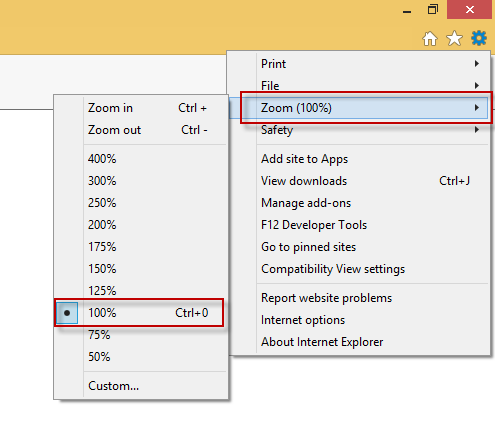 Print
File
Zoom (100%)
Safety
Add site to Apps
View downloads Ctrl+J
Manage add-ons
F12 Developer Tools
Go to pinned sites
Compatibility View settings
Report website problems
Internet options
About Internet Explorer
Zoom in Ctrl +
Zoom out Ctrl -
400%
300%
250%
200%
175%
150%
125%
100% Ctrl+0
75%
50%
Custom...